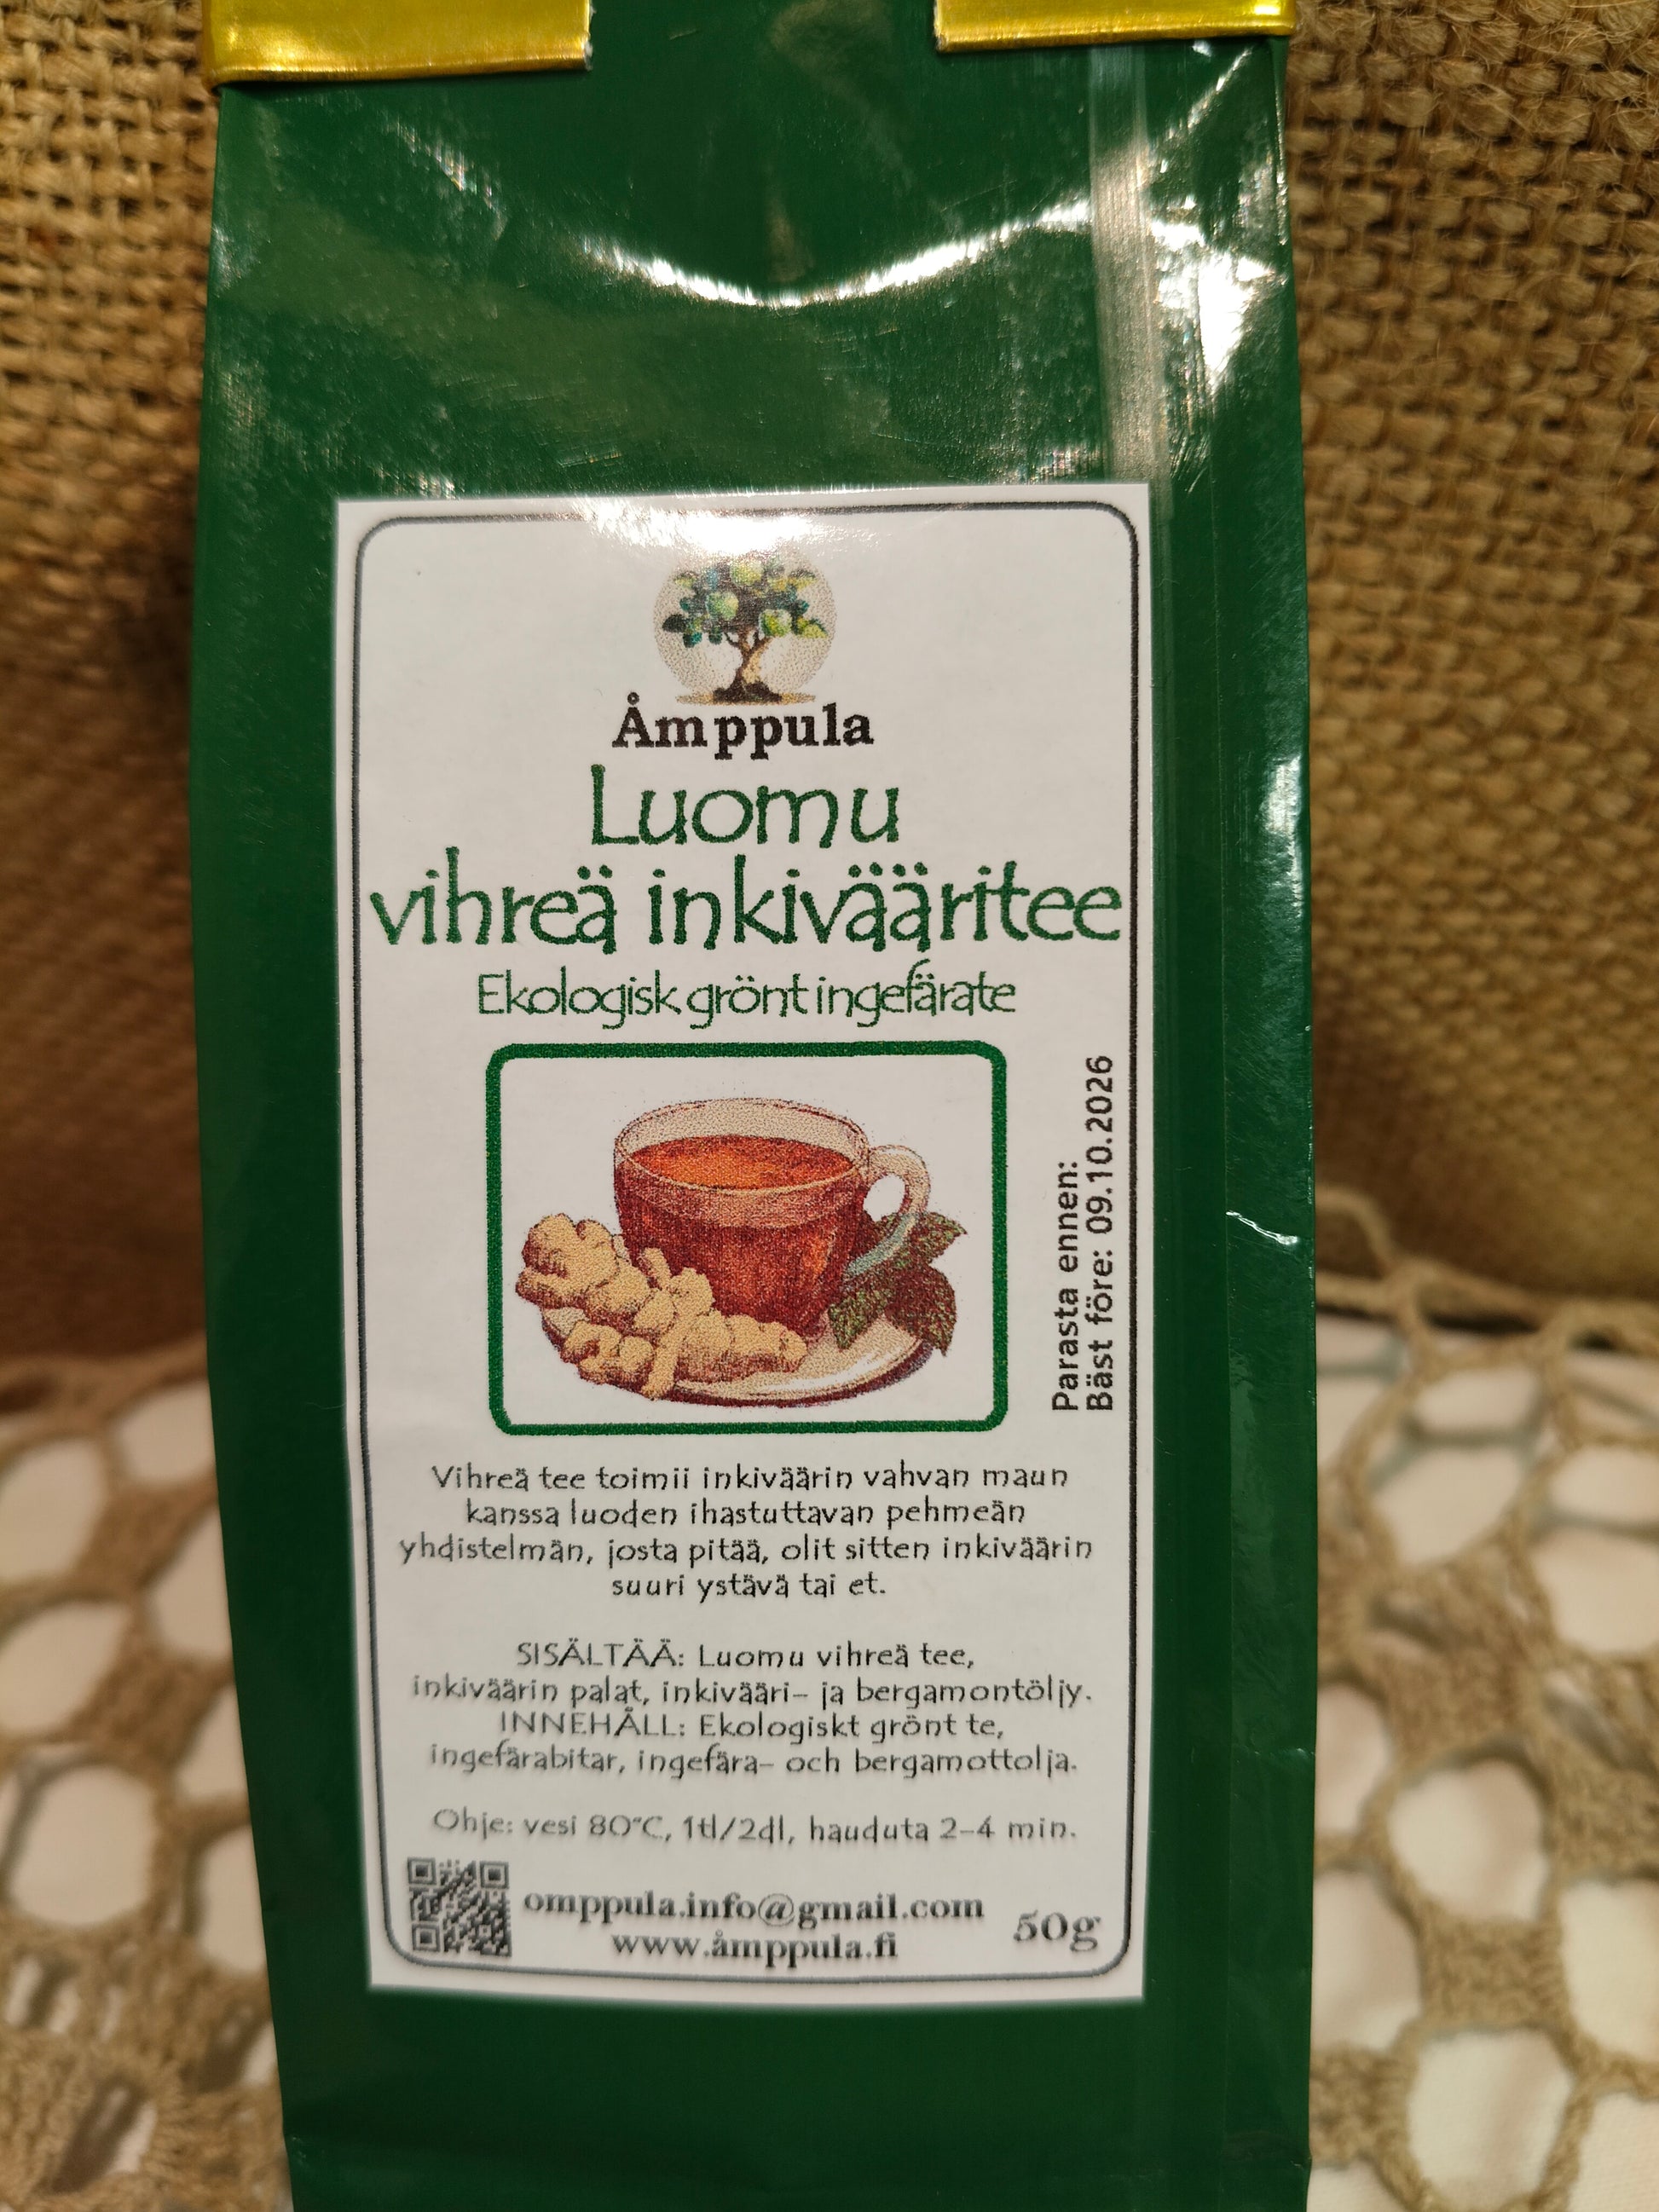 Åmppula
Luomu
vihreä inkivääritee
Ekologisk grönt ingefärate
Parasta ennen:
Bäst före: 09.10.2026
Vihreä tee toimii inkiväärin vahvan maun
kanssa luoden ihastuttavan pehmeän
yhdistelmän, josta pitää, olit sitten inkiväärin
suuri ystävä tai et.
SISÄLTÄÄ: Luomu vihreä tee,
inkiväärin palat, inkivääri- ja bergamontöljy.
INNEHÅLL: Ekologiskt grönt te,
ingefärabitar, ingefära- och bergamottolja.
Ohje: vesi 80°C, 1tl/2dl, hauduta 2-4 min.
omppula.info@gmail.com
www.åmppula.fi
50g